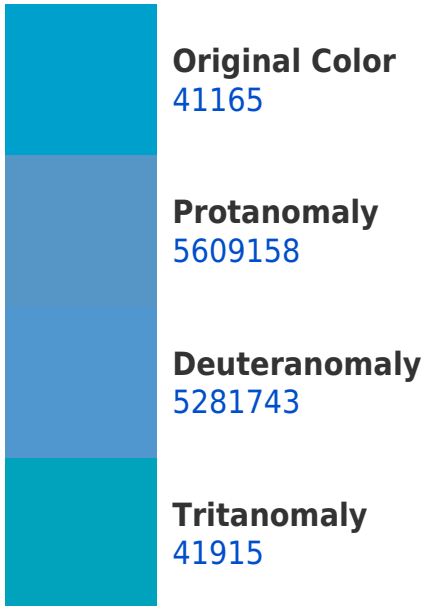 Original Color
41165
Protanomaly
5609158
Deuteranomaly
5281743
Tritanomaly
41915